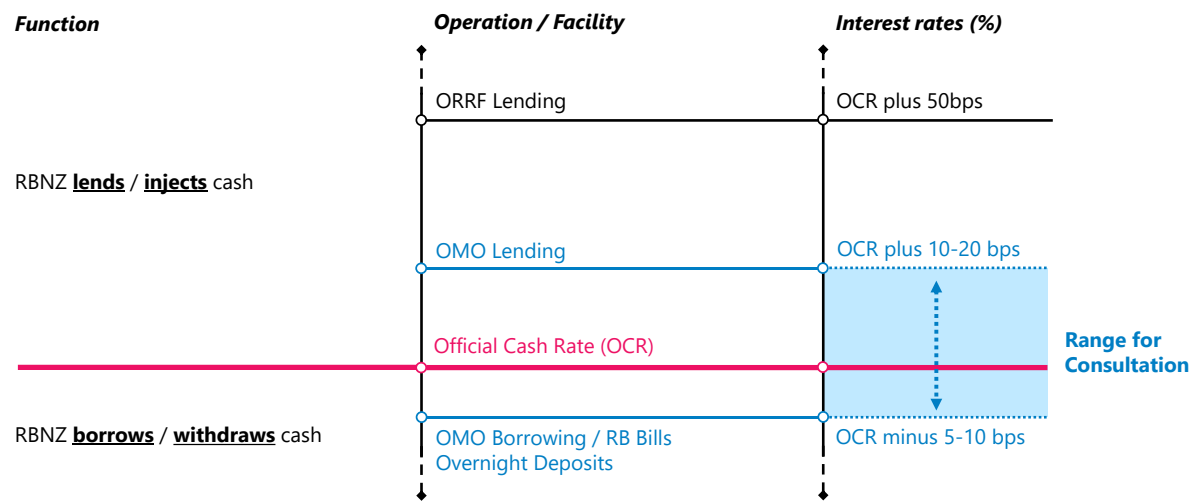 Function
Operation / Facility
Interest rates (%)
ORRF Lending
OCR plus 50bps
RBNZ lends / injects cash
OMO Lending
OCR plus 10-20 bps
Official Cash Rate (OCR)
Range for
Consultation
RBNZ borrows / withdraws cash
OMO Borrowing / RB Bills
Overnight Deposits
OCR minus 5-10 bps